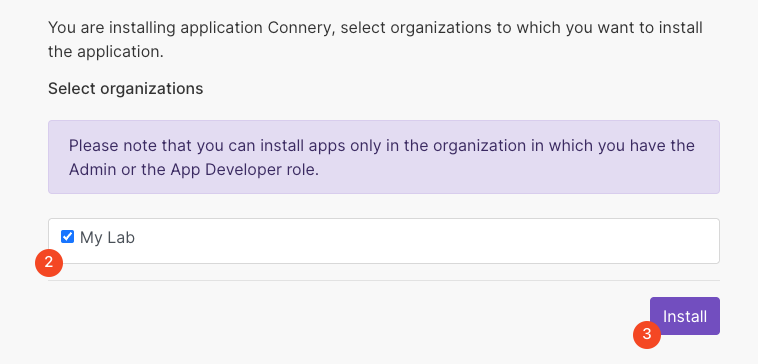 You are installing application Connery, select organizations to which you want to install
the application.
Select organizations
Please note that you can install apps only in the organization in which you have the
Admin or the App Developer role.
My Lab
2
Install
3